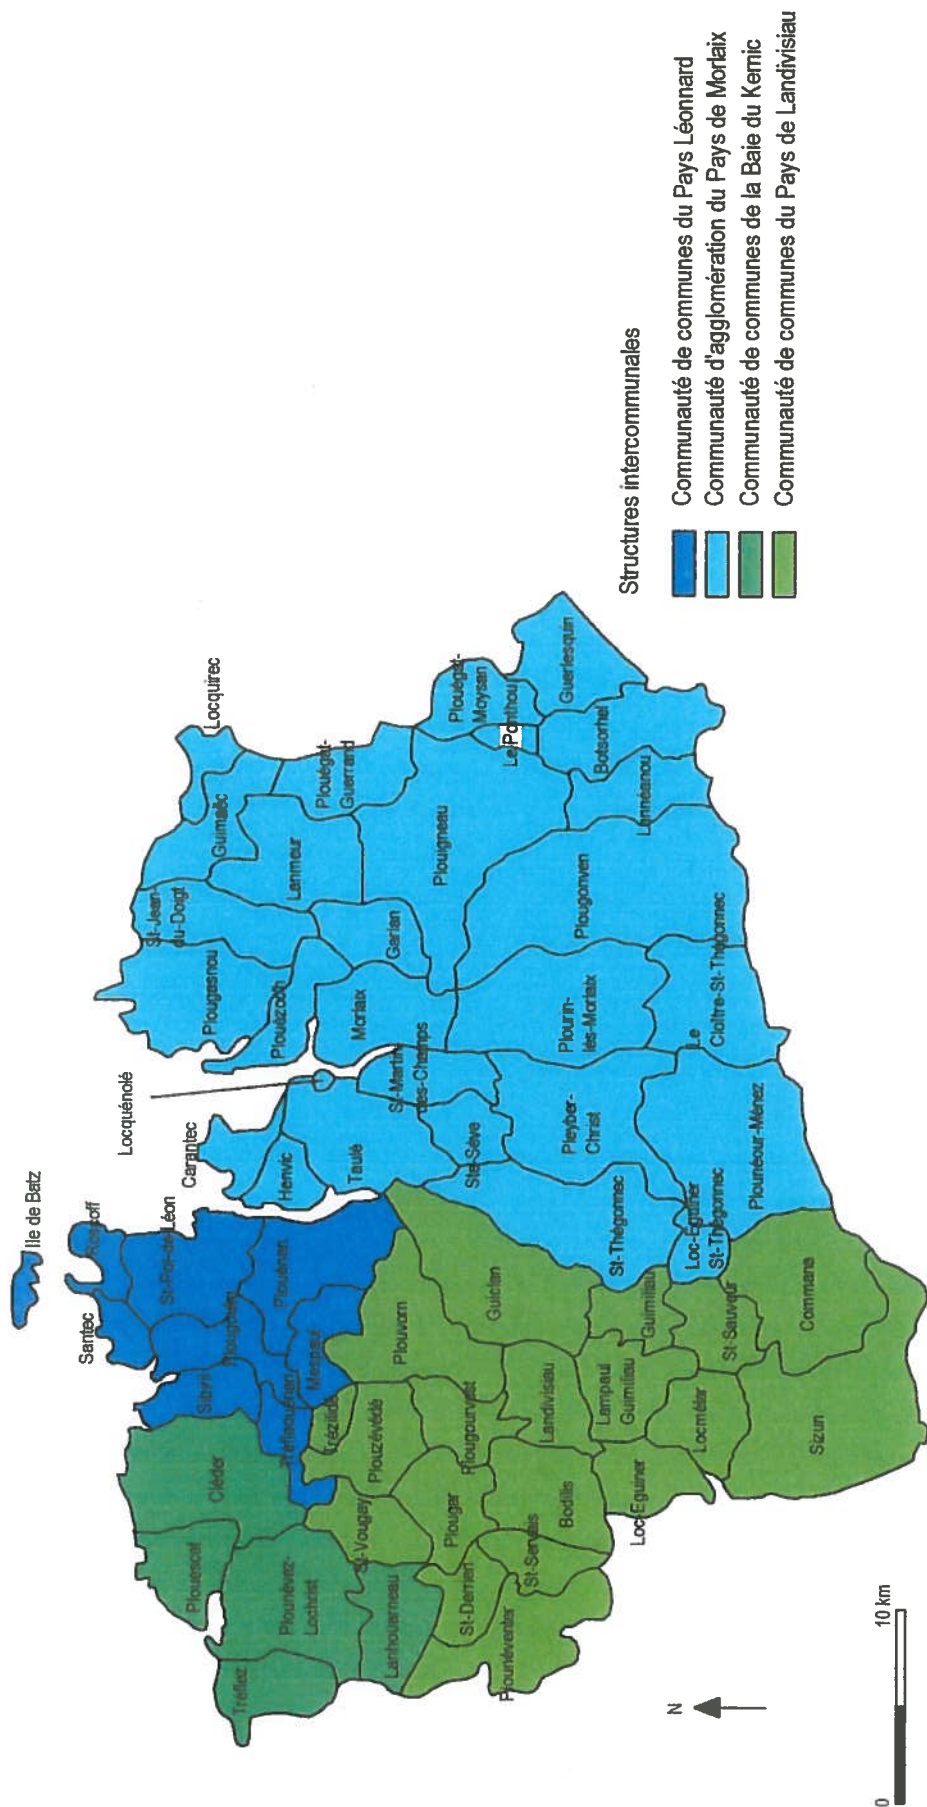 Ile de Batz
Santec
Roscoff
St-Pol-de-Léon
Carantec
Locquénolé
Plougasnou
St-Jean-
du-Doigt
Guimaëc
Locquirec
Plouescat
Cléder
Sibiril
Plougoulm
Plouénan
Henvic
Plouézoch
Lanmeur
Plouégat-
Guerrand
Tréflez
Plounévez-
Lochrist
Tréflaouénan
Mespaul
Taulé
Morlaix
Garlan
Lanhouarneau
St-Vougay
Trézilidé
Plouzévédé
Plouvorn
St-Martin
des-Champs
Plouigneau
Plouégat-
Moysan
St-Derrien
Plougar
Plougourvest
Guiclan
Ste-Sève
Le Ponthou
Plounéventer
St-Servais
Bodilis
Landivisiau
Pleyber-
Christ
Plourin-
lès-Morlaix
Plougonven
Botsorhel
Guerlesquin
Loc-Eguiner
Lampaul
Guimiliau
Guimiliau
St-Thégonnec
Lannéanou
Locmélar
St-Sauveur
Loc-Eguiner
St-Thégonnec
Le
Cloître-St-Thégonnec
Sizun
Commana
Plounéour-Ménez
N
0
10 km
Structures intercommunales
Communauté de communes du Pays Léonnard
Communauté d'agglomération du Pays de Morlaix
Communauté de communes de la Baie du Kernic
Communauté de communes du Pays de Landivisiau